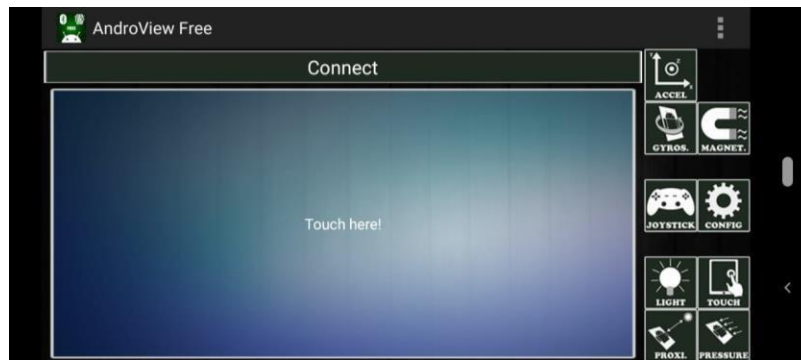 AndroView Free
Connect
ACCEL
GYROS. MAGNET.
Touch here!
JOYSTICK CONFIG
LIGHT TOUCH
PROXI. PRESSURE